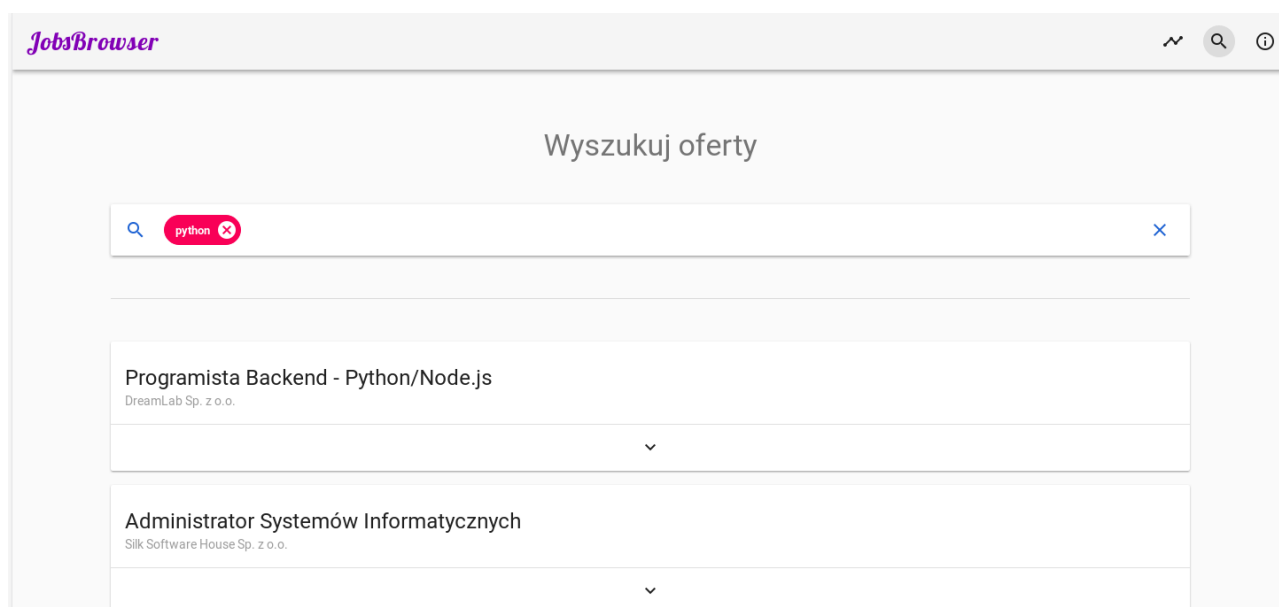 JobsBrowser
Wyszukuj oferty
python
Programista Backend - Python/Node.js
DreamLab Sp. z o.o.
Administrator Systemów Informatycznych
Silk Software House Sp. z o.o.